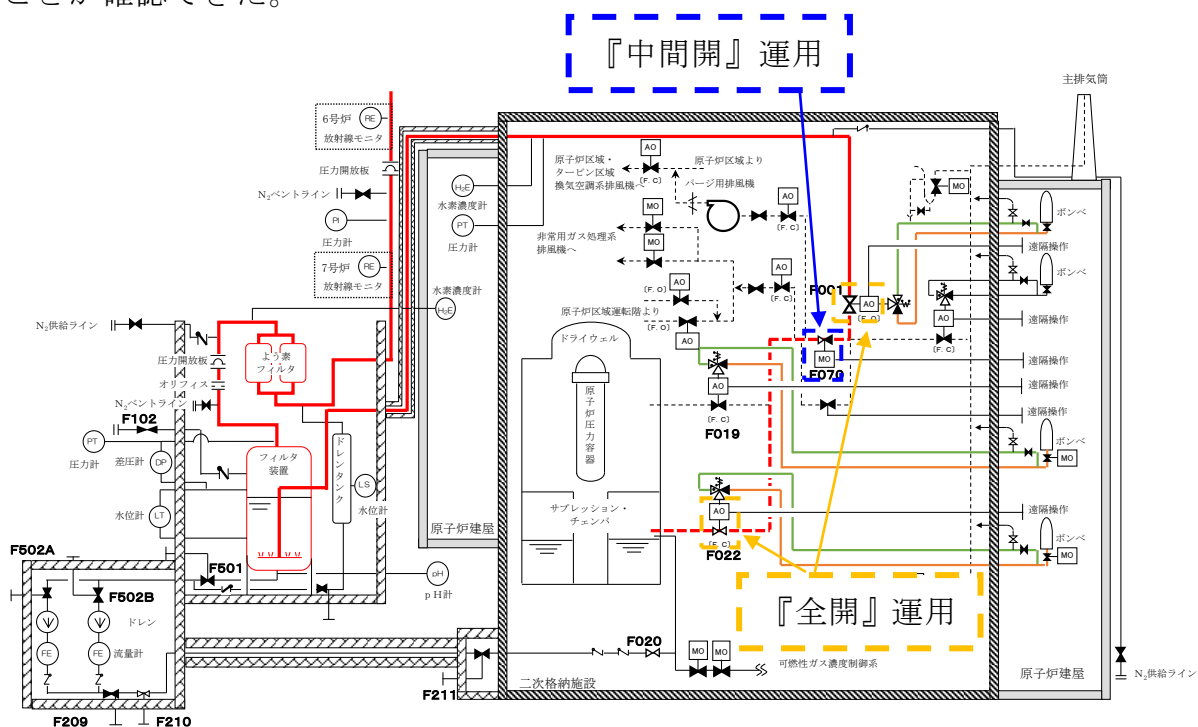 ことが確認できた。
『中間開』運用
主排気筒
6号炉
RE
放射線モニタ
圧力開放板
N₂ベントライン
PI
圧力計
7号炉
RE
放射線モニタ
H₂E
水素濃度計
PT
圧力計
水素濃度計
H₂E
AO
(F. C)
原子炉区域・
タービン区域
換気空調系排風機へ
原子炉区域より
パージ用排風機
MO
非常用ガス処理系
排風機へ
MO
AO
(F. C)
AO
(F. C)
AO
(F. O)
原子炉区域運転階より
AO
(F. O)
MO
ボンベ
遠隔操作
ボンベ
F001
AO
(F. O)
AO
(F. C)
遠隔操作
MO
F070
遠隔操作
遠隔操作
遠隔操作
AO
(F. C)
F019
ボンベ
MO
ドライウェル
原子炉圧力容器
サプレッション・
チェンバ
AO
(F. C)
F022
遠隔操作
ボンベ
MO
『全開』運用
N₂供給ライン
圧力開放板
オリフィス
N₂ベントライン
F102
よう素
フィルタ
PT
圧力計
差圧計
DP
フィルタ
装置
ドレンタンク
LS
水位計
水位計
LT
原子炉建屋
F502A
F501
pH
pH計
F502B
ドレン
FE
FE
流量計
F209
F210
F211
F020
MO
MO
可燃性ガス濃度制御系
二次格納施設
原子炉建屋
N₂供給ライン